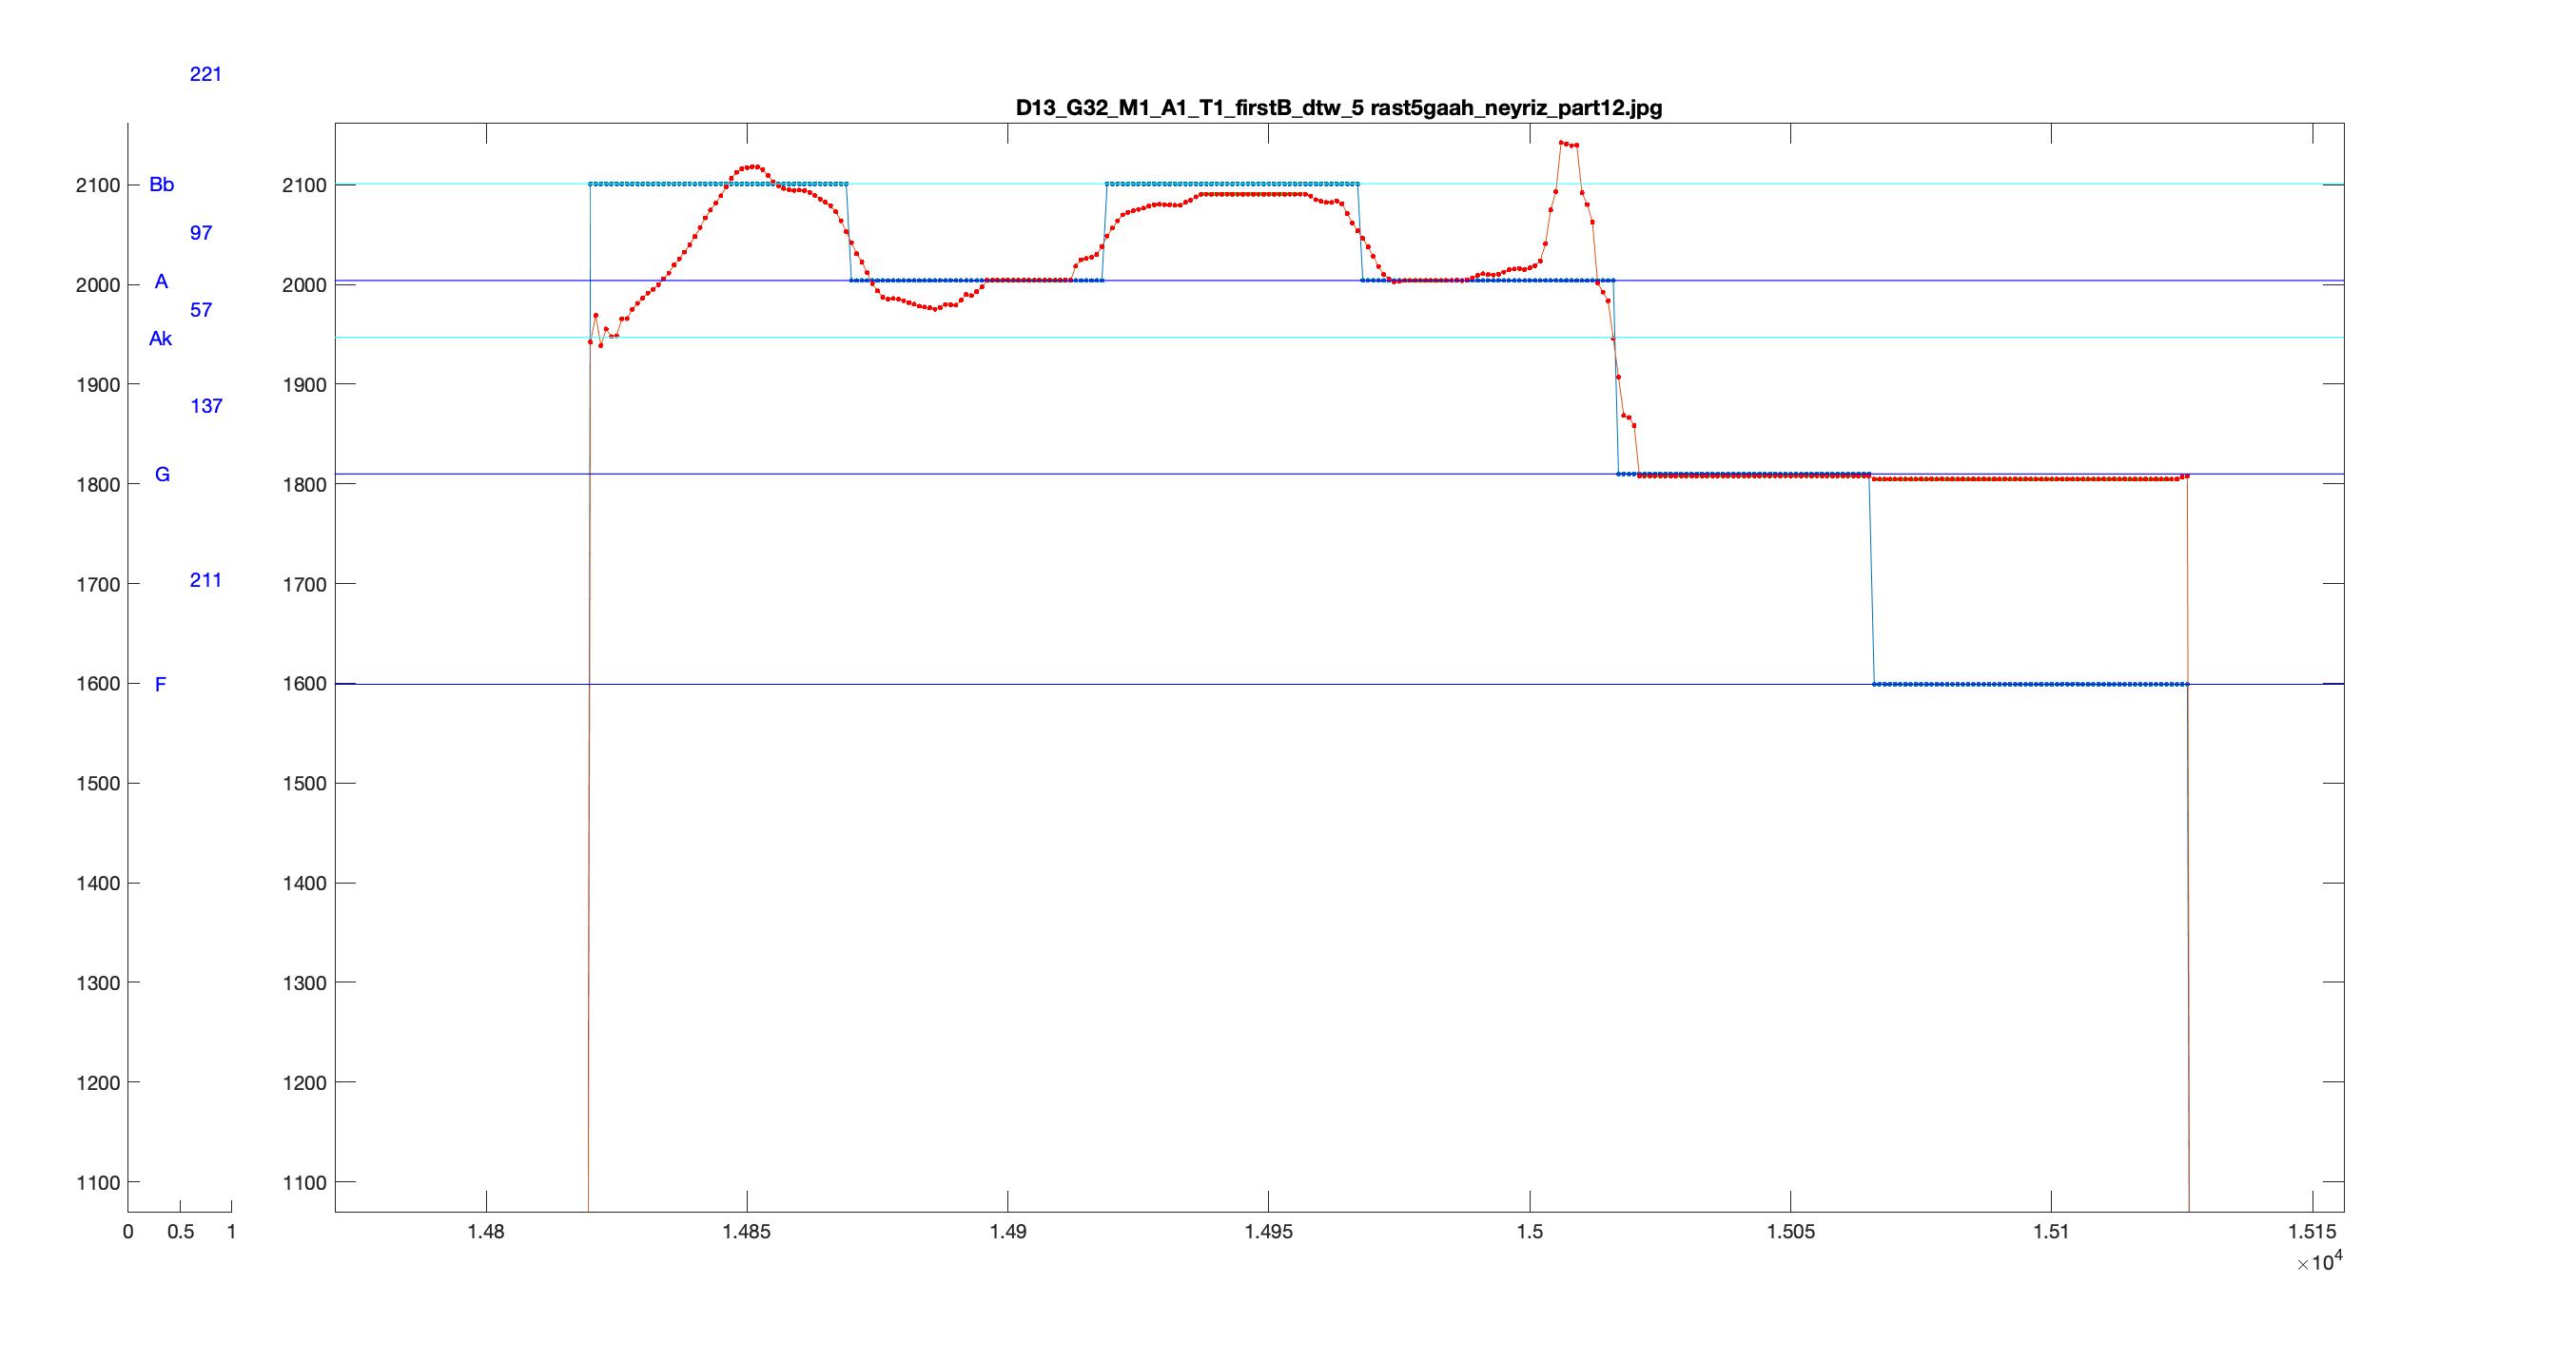 221
D13_G32_M1_A1_T1_firstB_dtw_5 rast5gaah_neyriz_part12.jpg
2100 Bb 2100
97
2000 A 2000
57
Ak
1900 1900
137
G
1800 1800
1700 211 1700
1600 F 1600
1500 1500
1400 1400
1300 1300
1200 1200
1100 1100
0 0.5 1 1.48 1.485 1.49 1.495 1.5 1.505 1.51 1.515
×10⁴